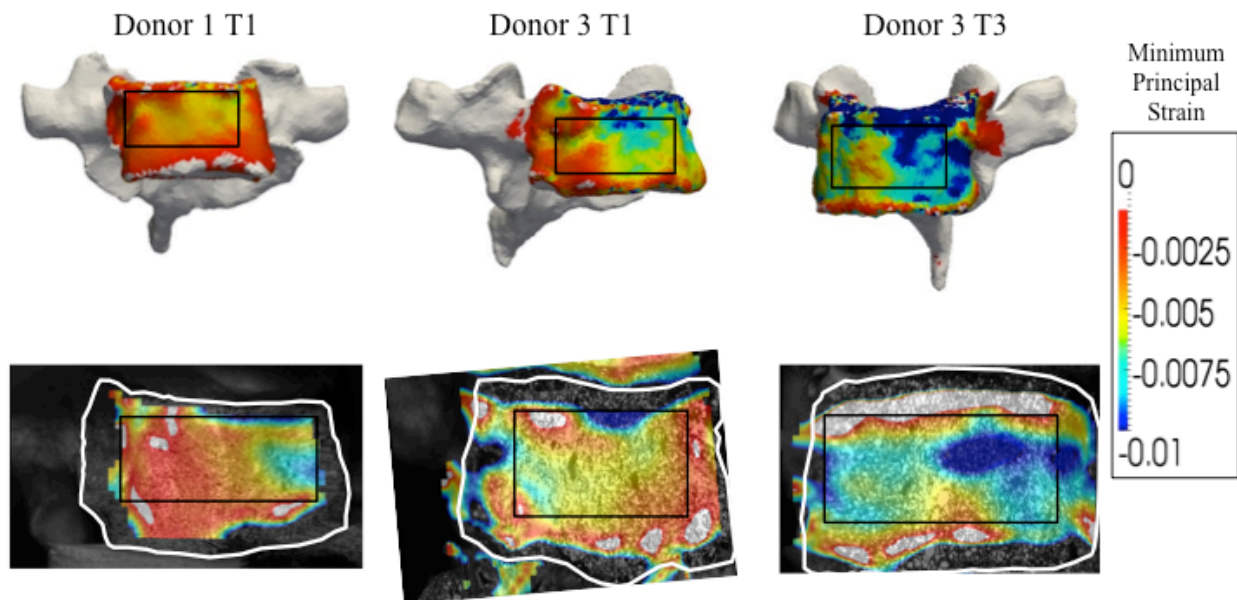 Donor 1 T1
Donor 3 T1
Donor 3 T3
Minimum
Principal
Strain
0
-0.0025
-0.005
-0.0075
-0.01